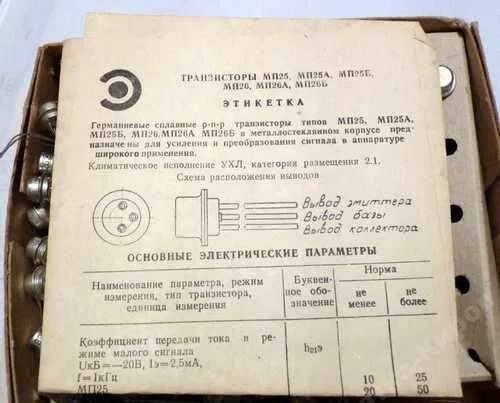 ТРАНЗИСТОРЫ МП25, МП25А, МП25Б,
МП26, МП26А, МП26Б
ЭТИКЕТКА
Германиевые сплавные p-n-p транзисторы типов МП25, МП25А,
МП25Б, МП26, МП26А МП26Б в металлостеклянном корпусе пред-
назначены для усиления и преобразования сигнала в аппаратуре
широкого применения.
Климатическое исполнение УХЛ, категория размещения 2.1.
Схема расположения выводов
Вывод эмиттера
Вывод базы
Вывод коллектора
ОСНОВНЫЕ ЭЛЕКТРИЧЕСКИЕ ПАРАМЕТРЫ
Наименование параметра, режим
измерения, тип транзистора,
единица измерения
Буквен-
ное обо-
значение
Норма
не
менее
не
более
Коэффициент передачи тока в ре-
жиме малого сигнала
UкБ=—20В, Iэ=2,5мА,
f=1кГц
h21э
10 25
МП25 20 50